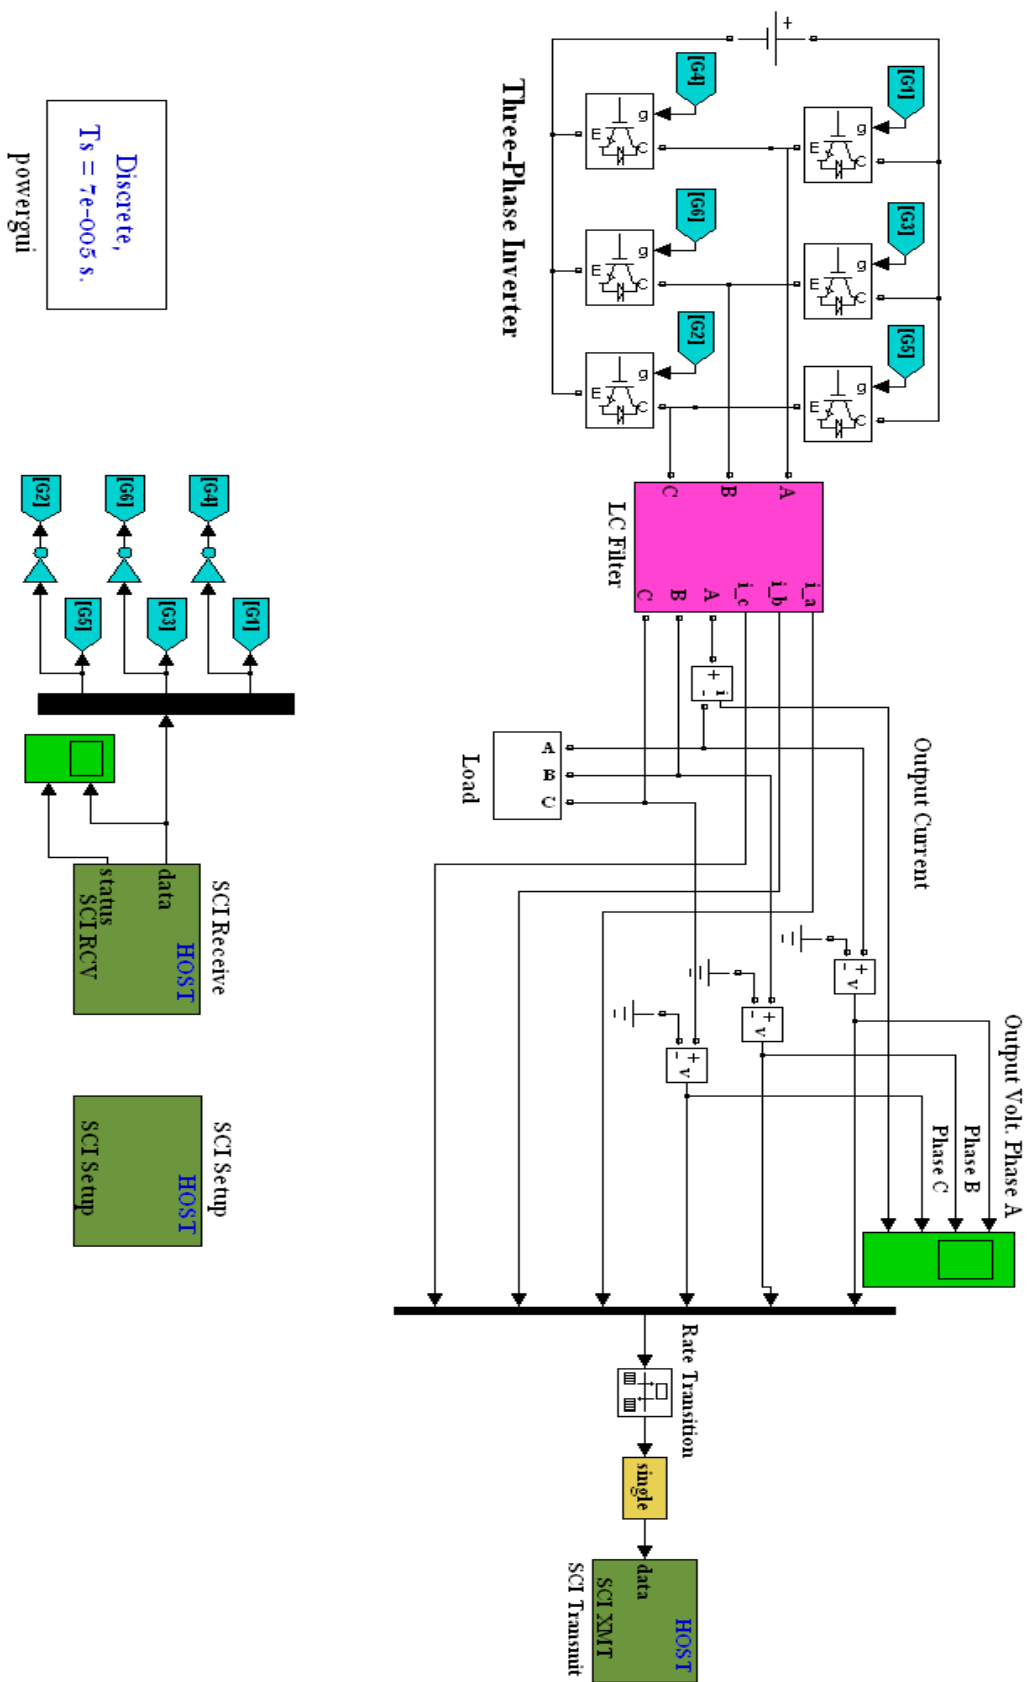 [G1]
[G3]
[G5]
g
C
E
g
C
E
g
C
E
+
[G4]
[G6]
[G2]
g
C
E
g
C
E
g
C
E
Three-Phase Inverter
A
B
C
i_a
i_b
i_c
A
B
C
LC Filter
i
+
-
Output Current
A
B
C
Load
+
-
v
+
-
v
+
-
v
Output Volt. Phase A
Phase B
Phase C
Rate Transition
single
HOST
data
SCI XMT
SCI Transmit
Discrete,
Ts = 7e-005 s.
powergui
[G4]
[G6]
[G2]
[G1]
[G3]
[G5]
SCI Receive
HOST
data
status
SCI RCV
SCI Setup
HOST
SCI Setup